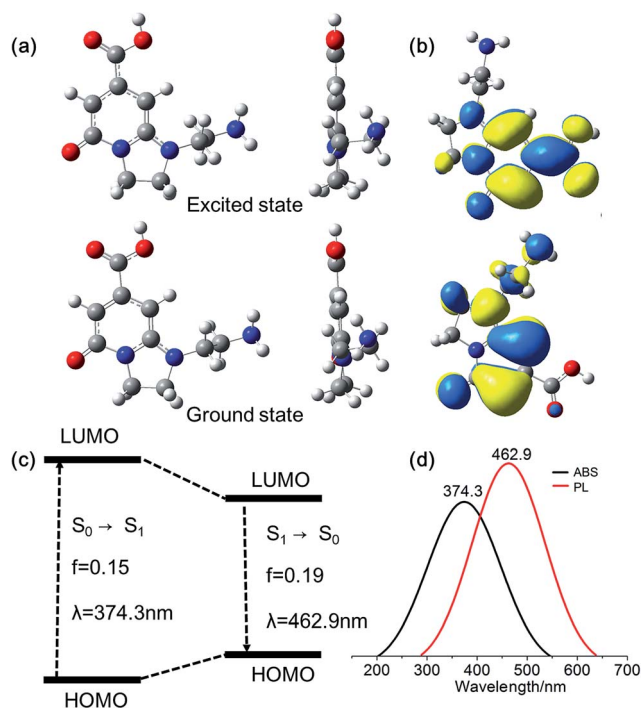 (a)
(b)
Excited state
Ground state
(c)
LUMO
LUMO
S₀ → S₁
f=0.15
λ=374.3nm
S₁ → S₀
f=0.19
λ=462.9nm
HOMO
HOMO
(d)
462.9
374.3
ABS
PL
150 200 300 400 500 600 700
Wavelength/nm